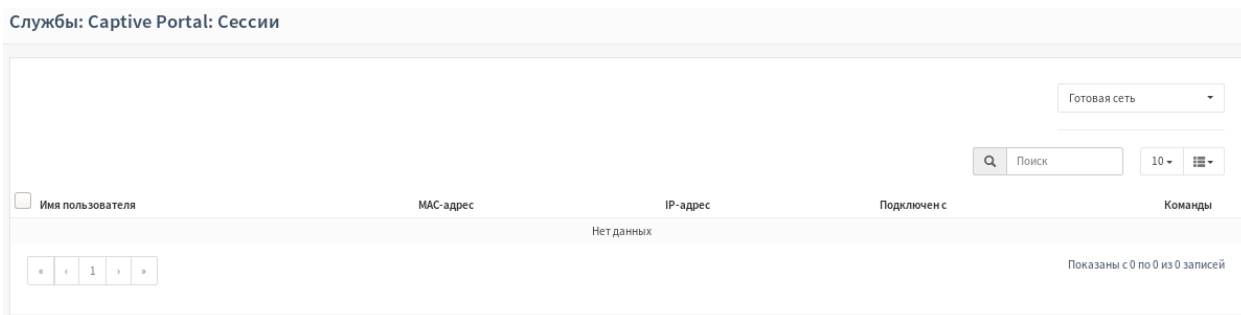 Службы: Captive Portal: Сессии
Готовая сеть
Поиск
10
Имя пользователя MAC-адрес IP-адрес Подключен с Команды
Нет данных
« ‹ 1 › »
Показаны с 0 по 0 из 0 записей